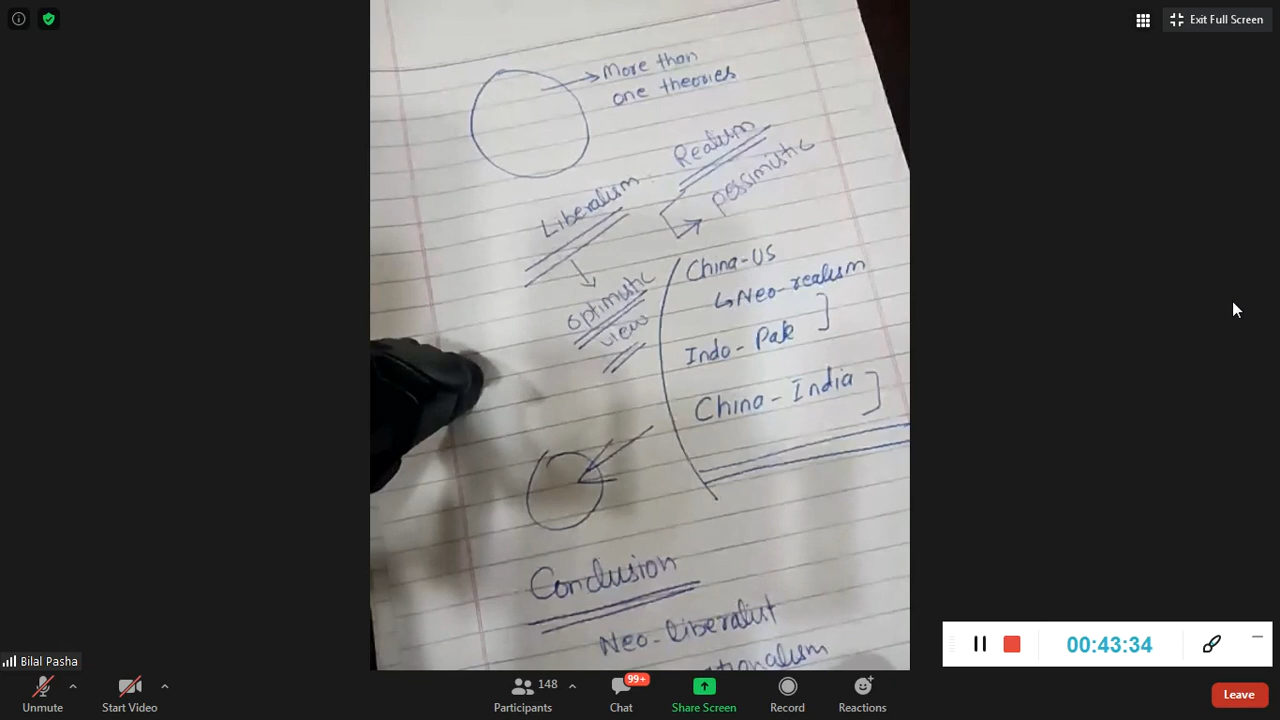 Exit Full Screen
More than
one theories
Realism
pessimistic
Liberalism
optimistic
view
China-US
↳Neo-realism
Indo-Pak
China-India
Conclusion
Neo-liberalist
00:43:34
Bilal Pasha
Unmute
Start Video
148
Participants
99+
Chat
Share Screen
Record
Reactions
Leave